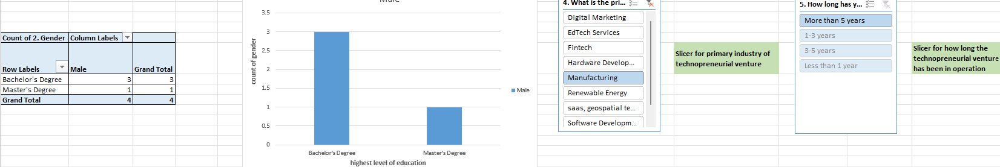 Count of 2. Gender Column Labels
Row Labels Male Grand Total
Bachelor's Degree 3 3
Master's Degree 1 1
Grand Total 4 4
Male
3.5
3
2.5
2
1.5
1
0.5
0
count of gender
Bachelor's Degree Master's Degree
highest level of education
Male
4. What is the pri...
Digital Marketing
EdTech Services
Fintech
Hardware Develop...
Manufacturing
Renewable Energy
saas, geospatial te...
Software Developm...
Slicer for primary industry of
technopreneurial venture
5. How long has y...
More than 5 years
1-3 years
3-5 years
Less than 1 year
Slicer for how long the
technopreneurial venture
has been in operation